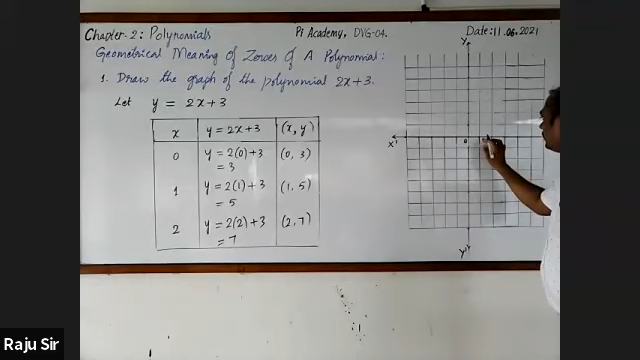 Chapter-2: Polynomials
Pi Academy, DVG-04.
Date: 11.06.2021
Geometrical Meaning Of Zeroes Of A Polynomial:
1. Draw the graph of the polynomial 2x+3.
Let y = 2x+3
x y = 2x+3 (x, y)
0 y = 2(0)+3 (0, 3)
= 3
1 y = 2(1)+3 (1, 5)
= 5
2 y = 2(2)+3 (2, 7)
= 7
Y
X'
0
Y'
Raju Sir